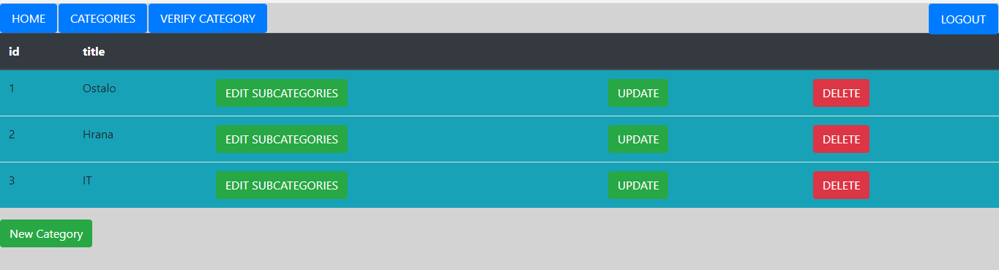 HOME CATEGORIES VERIFY CATEGORY LOGOUT
id title
1 Ostalo EDIT SUBCATEGORIES UPDATE DELETE
2 Hrana EDIT SUBCATEGORIES UPDATE DELETE
3 IT EDIT SUBCATEGORIES UPDATE DELETE
New Category